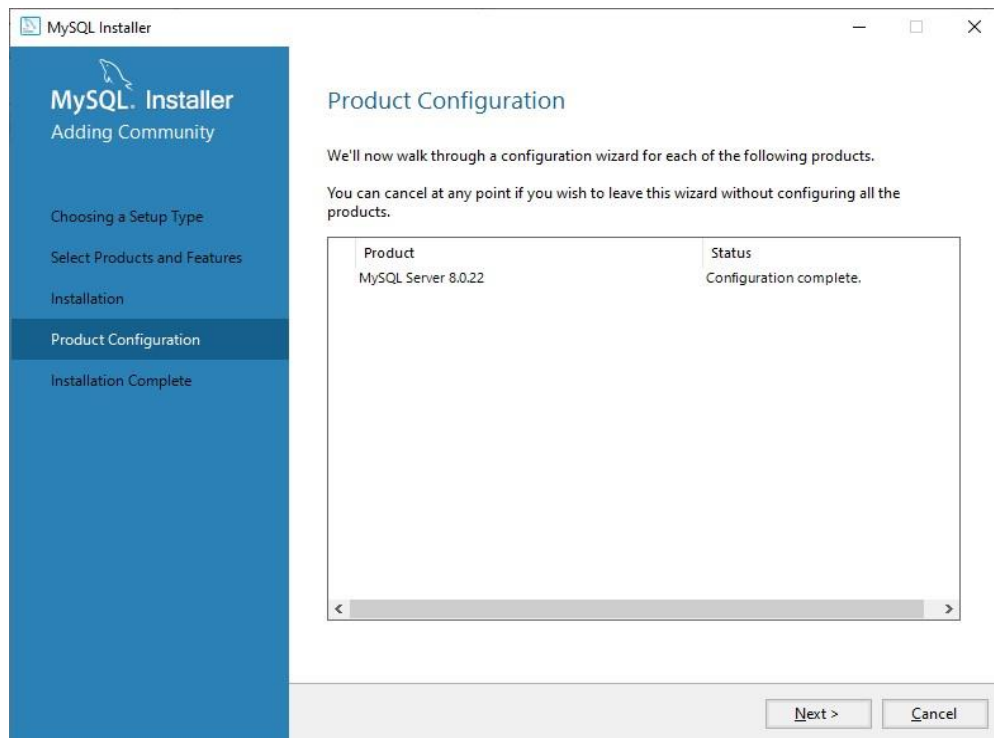 MySQL Installer
MySQL. Installer
Adding Community
Choosing a Setup Type
Select Products and Features
Installation
Product Configuration
Installation Complete
Product Configuration
We'll now walk through a configuration wizard for each of the following products.
You can cancel at any point if you wish to leave this wizard without configuring all the
products.
Product Status
MySQL Server 8.0.22 Configuration complete.
Next > Cancel